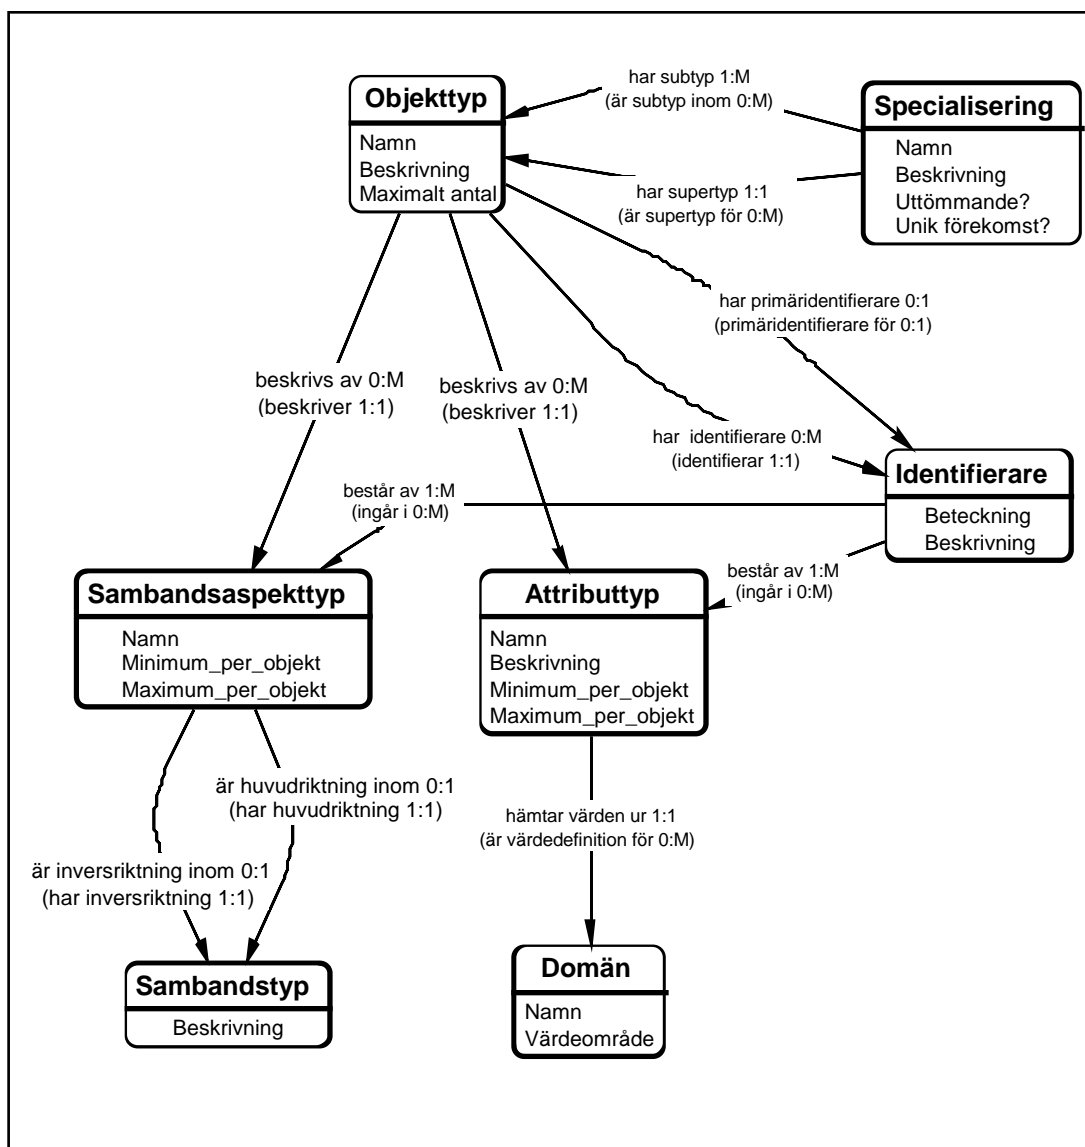 har subtyp 1:M
(är subtyp inom 0:M)
Objekttyp
Namn
Beskrivning
Maximalt antal
Specialisering
Namn
Beskrivning
Uttömmande?
Unik förekomst?
har supertyp 1:1
(är supertyp för 0:M)
har primäridentifierare 0:1
(primäridentifierare för 0:1)
beskrivs av 0:M
(beskriver 1:1)
beskrivs av 0:M
(beskriver 1:1)
har identifierare 0:M
(identifierar 1:1)
Identifierare
Beteckning
Beskrivning
består av 1:M
(ingår i 0:M)
består av 1:M
(ingår i 0:M)
Sambandsaspekttyp
Namn
Minimum_per_objekt
Maximum_per_objekt
Attributtyp
Namn
Beskrivning
Minimum_per_objekt
Maximum_per_objekt
är huvudriktning inom 0:1
(har huvudriktning 1:1)
hämtar värden ur 1:1
(är värdedefinition för 0:M)
är inversriktning inom 0:1
(har inversriktning 1:1)
Sambandstyp
Beskrivning
Domän
Namn
Värdeområde